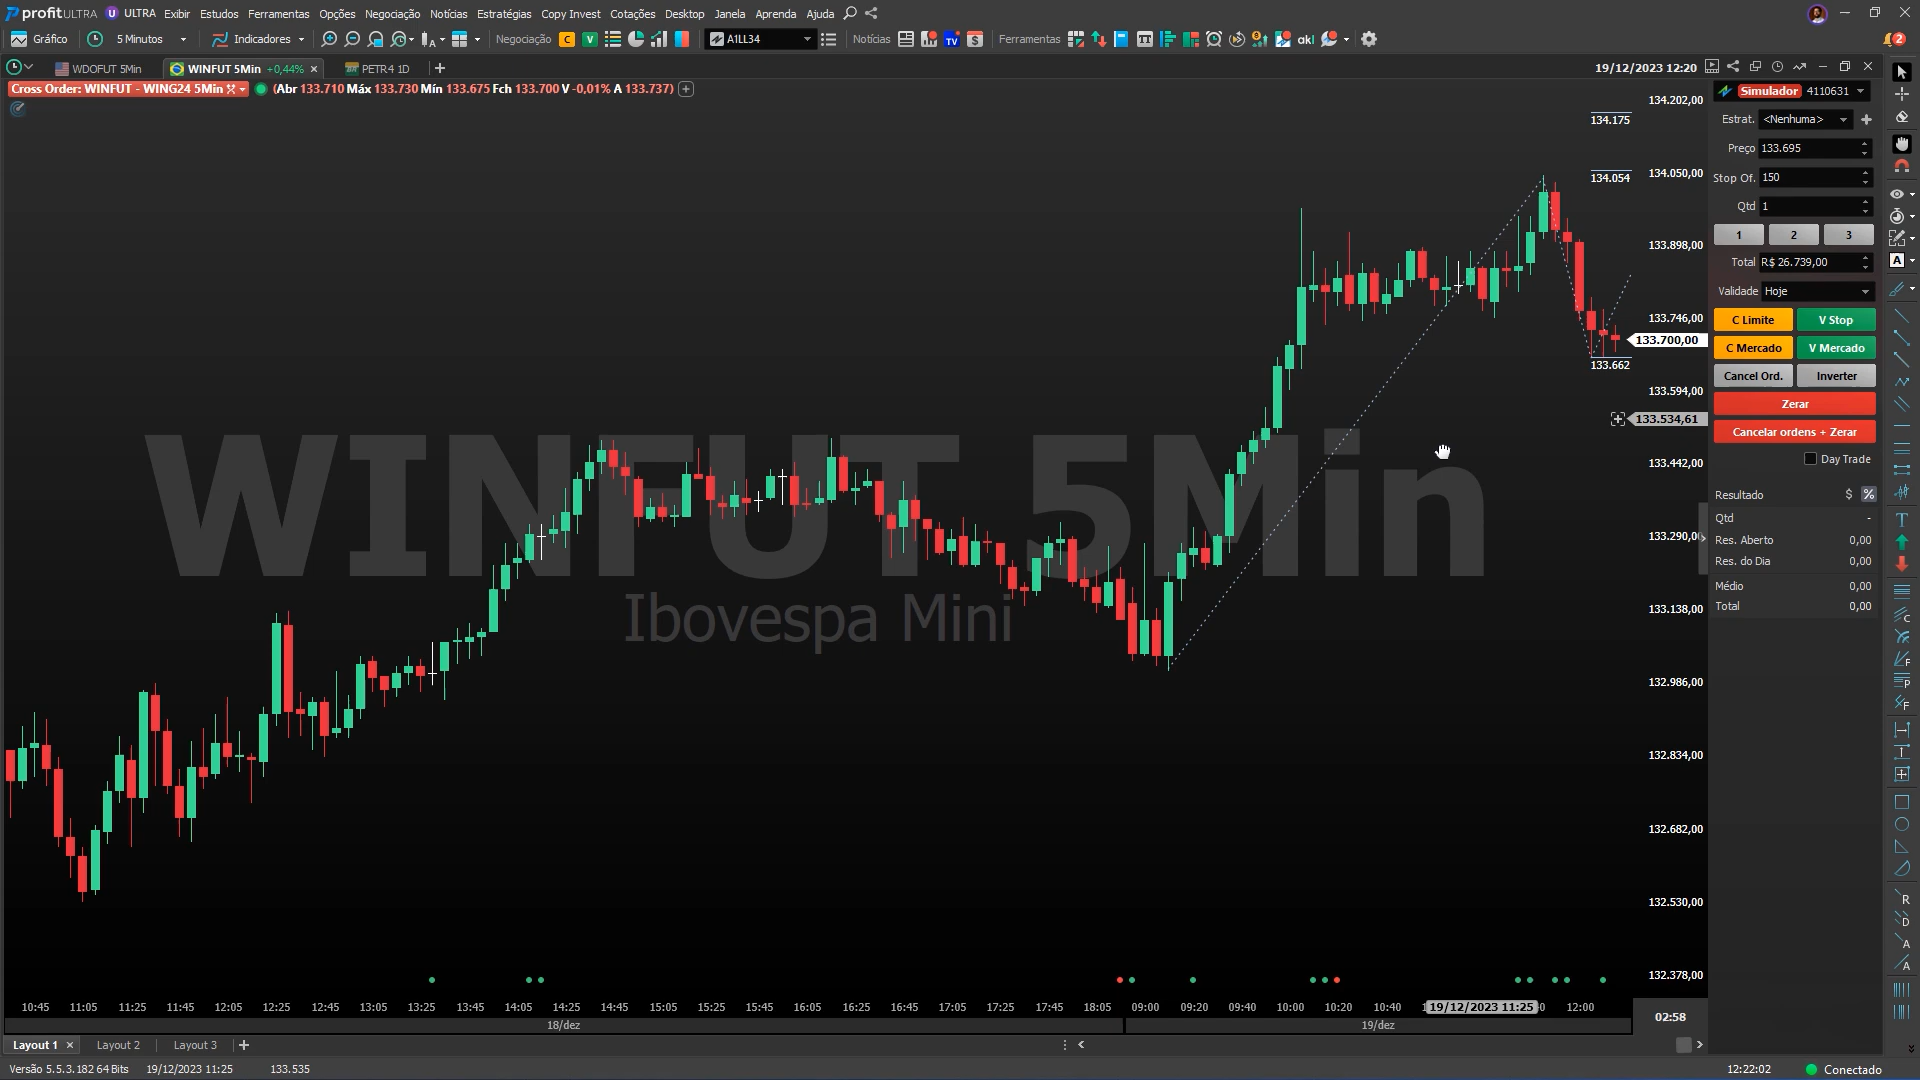 profitULTRA U ULTRA Exibir Estudos Ferramentas Opções Negociação Notícias Estratégias Copy Invest Cotações Desktop Janela Aprenda Ajuda
Gráfico 5 Minutos Indicadores Negociação C V A1LL34 Notícias TV $ Ferramentas TT akl 2
WDOFUT 5Min WINFUT 5Min +0,44% PETR4 1D 19/12/2023 12:20
Cross Order: WINFUT - WING24 5Min (Abr 133.710 Máx 133.730 Mín 133.675 Fch 133.700 V -0,01% A 133.737)
134.202,00
134.175
134.050,00
134.054
133.898,00
133.746,00
133.700,00
133.662
133.594,00
133.534,61
133.442,00
133.290,00
133.138,00
132.986,00
132.834,00
132.682,00
132.530,00
132.378,00
WINFUT 5Min
Ibovespa Mini
10:45 11:05 11:25 11:45 12:05 12:25 12:45 13:05 13:25 13:45 14:05 14:25 14:45 15:05 15:25 15:45 16:05 16:25 16:45 17:05 17:25 17:45 18:05 09:00 09:20 09:40 10:00 10:20 10:40 19/12/2023 11:25 12:00
18/dez 19/dez
02:58
Simulador 4110631
Estrat. <Nenhuma>
Preço 133.695
Stop Of. 150
Qtd 1
1 2 3
Total R$ 26.739,00
Validade Hoje
C Limite V Stop
C Mercado V Mercado
Cancel Ord. Inverter
Zerar
Cancelar ordens + Zerar
Day Trade
Resultado $ %
Qtd -
Res. Aberto 0,00
Res. do Dia 0,00
Médio 0,00
Total 0,00
Layout 1 Layout 2 Layout 3
Versão 5.5.3.182 64 Bits 19/12/2023 11:25 133.535 12:22:02 Conectado